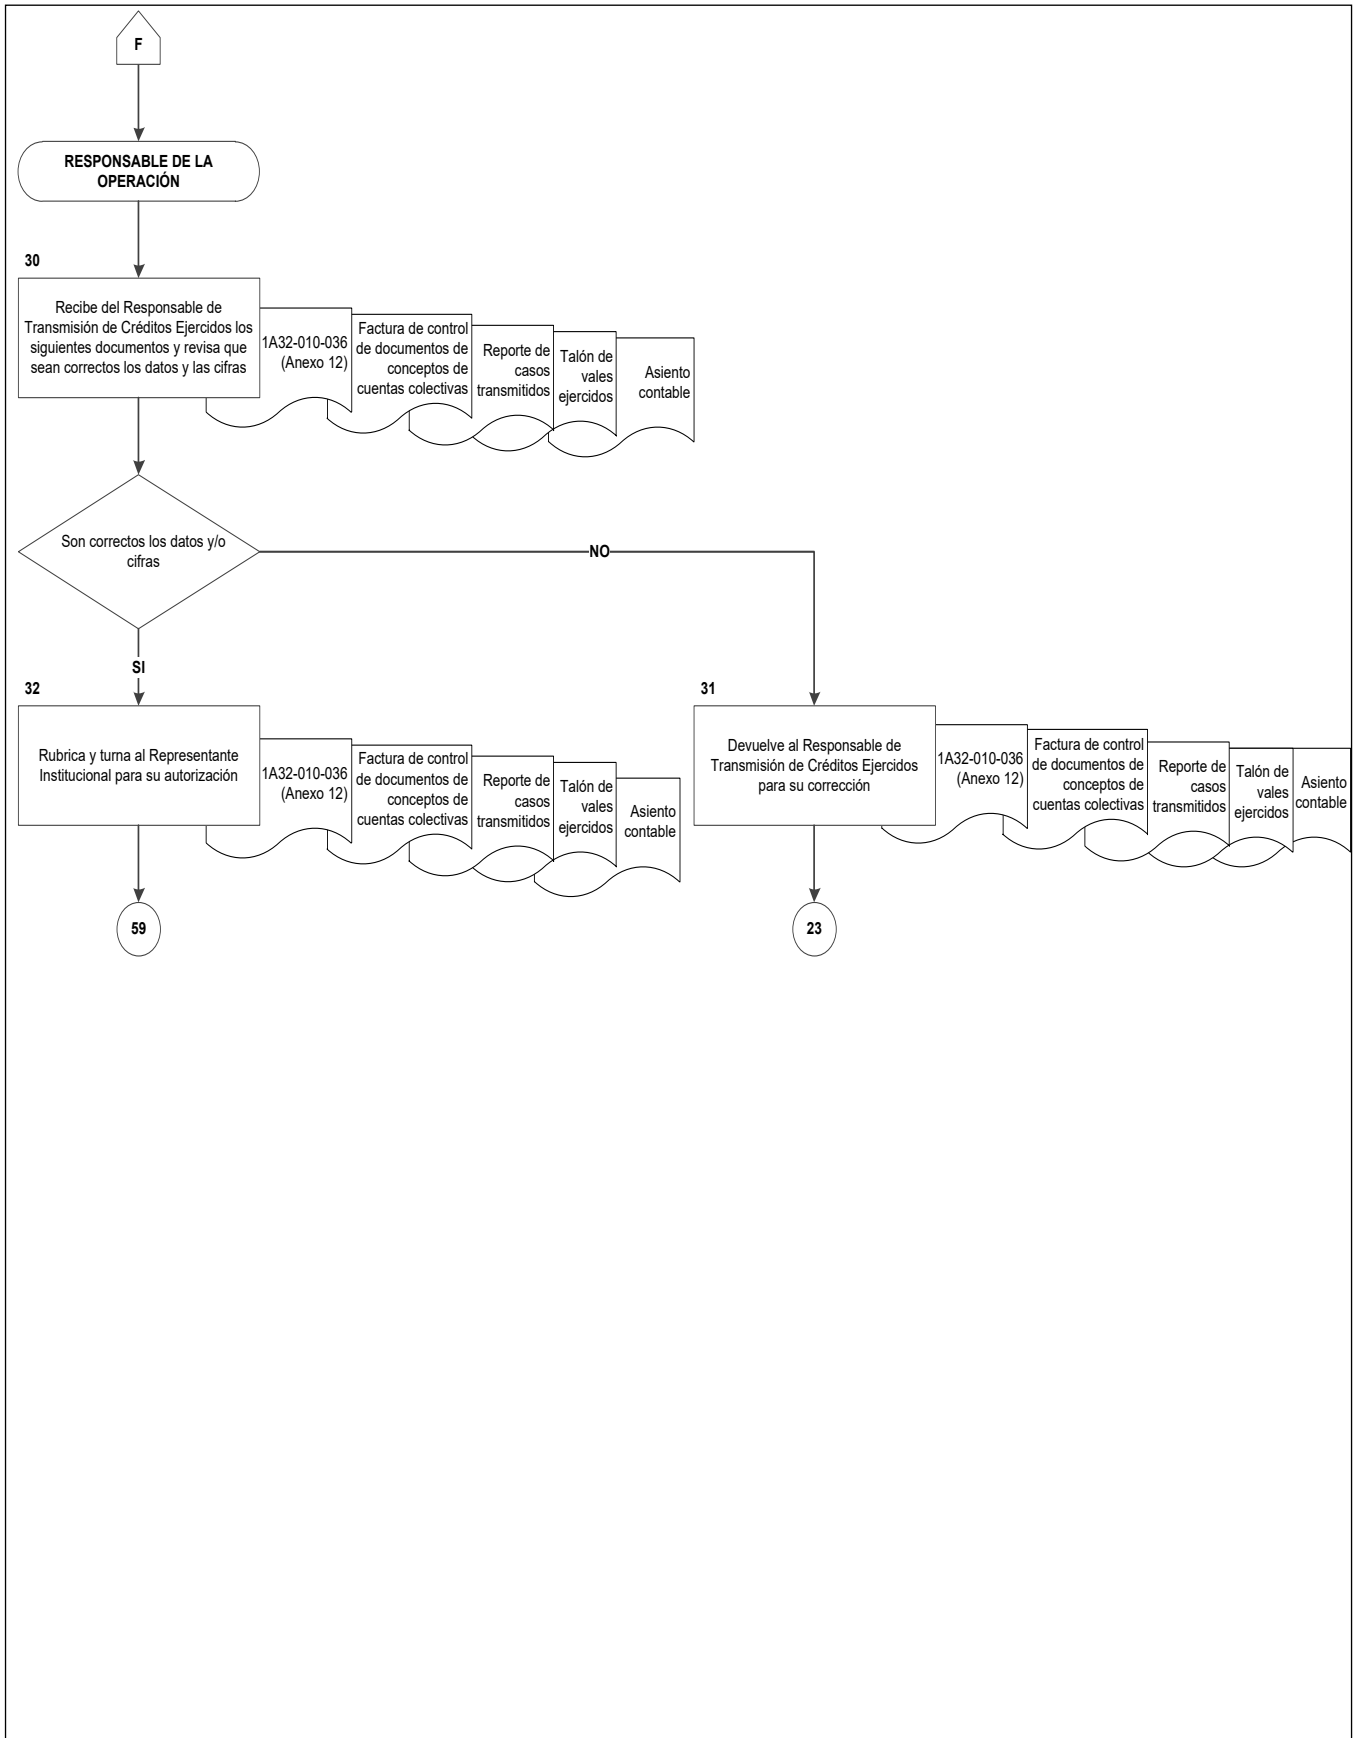 F
RESPONSABLE DE LA
OPERACIÓN
30
Recibe del Responsable de
Transmisión de Créditos Ejercidos los
siguientes documentos y revisa que
sean correctos los datos y las cifras
1A32-010-036
(Anexo 12)
Factura de control
de documentos de
conceptos de
cuentas colectivas
Reporte de
casos
transmitidos
Talón de
vales
ejercidos
Asiento
contable
Son correctos los datos y/o
cifras
NO
SI
32
Rubrica y turna al Representante
Institucional para su autorización
1A32-010-036
(Anexo 12)
Factura de control
de documentos de
conceptos de
cuentas colectivas
Reporte de
casos
transmitidos
Talón de
vales
ejercidos
Asiento
contable
59
31
Devuelve al Responsable de
Transmisión de Créditos Ejercidos
para su corrección
1A32-010-036
(Anexo 12)
Factura de control
de documentos de
conceptos de
cuentas colectivas
Reporte de
casos
transmitidos
Talón de
vales
ejercidos
Asiento
contable
23